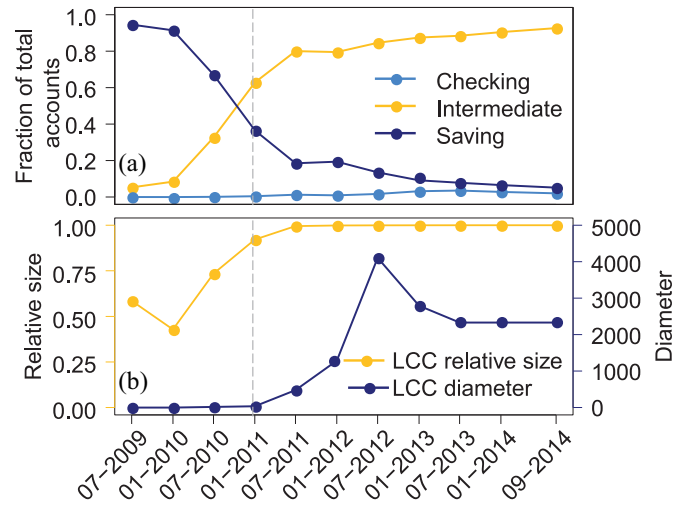 Fraction of total
accounts
1.0
0.8
0.6
0.4
0.2
0.0
(a)
Checking
Intermediate
Saving
Relative size
1.00
0.75
0.50
0.25
0.00
(b)
LCC relative size
LCC diameter
5000
4000
3000
2000
1000
0
Diameter
07–2009
01–2010
07–2010
01–2011
07–2011
01–2012
07–2012
01–2013
07–2013
01–2014
09–2014